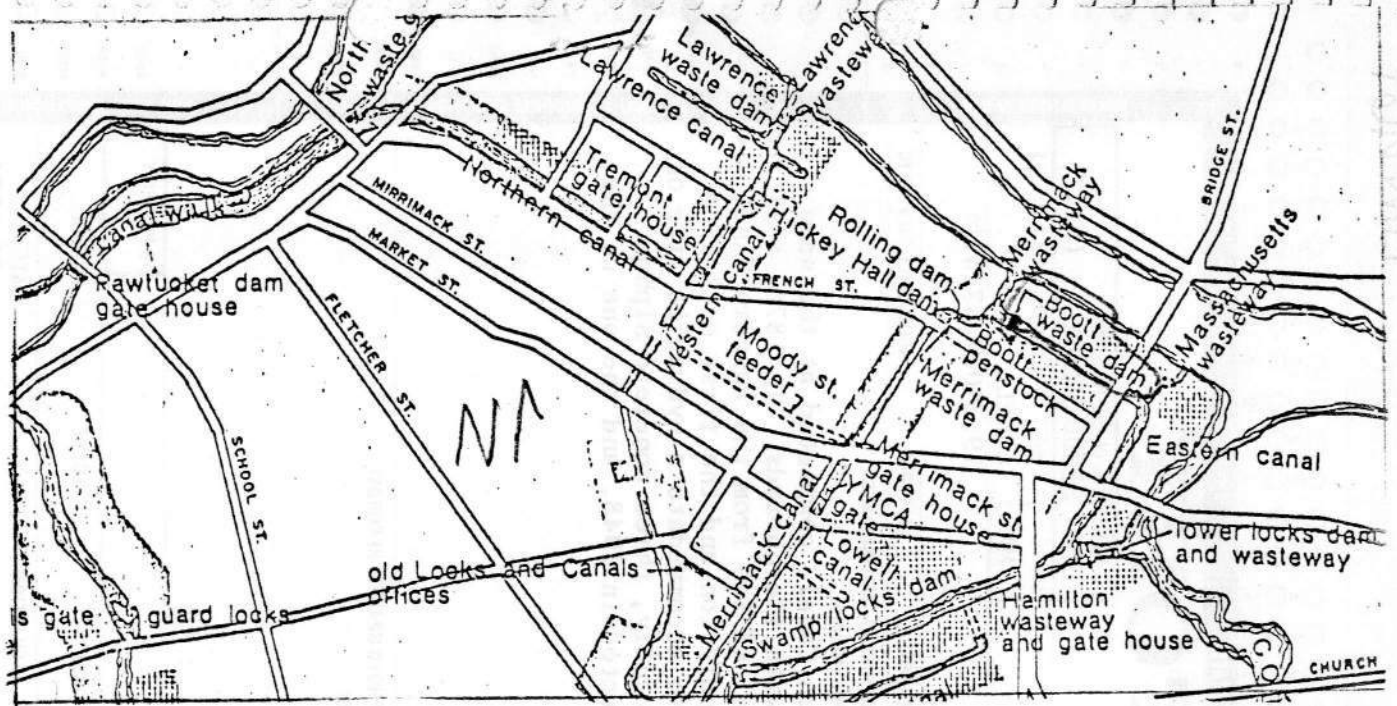 North
waste g
Lawrence
waste dam
Lawrence
wasteway
Lawrence canal
Tremont
gate house
Northern canal
canal walk
Pawtucket dam
gate house
MIRRIMACK ST.
MARKET ST.
FLETCHER ST.
SCHOOL ST.
Western canal
Hickey Hall dam
Rolling dam
FRENCH ST.
Merrimack
wasteway
BRIDGE ST.
Massachusetts
wasteway
Boott
waste dam
Boott
penstock
Merrimack
waste dam
Moody st.
feeder
Eastern canal
Merrimack st.
gate house
YMCA
gate
Merrimack Canal
Lowell
canal
Swamp locks dam
lower locks dam
and wasteway
Hamilton
wasteway
and gate house
old Locks and Canals
offices
s gate
guard locks
CO
CHURCH